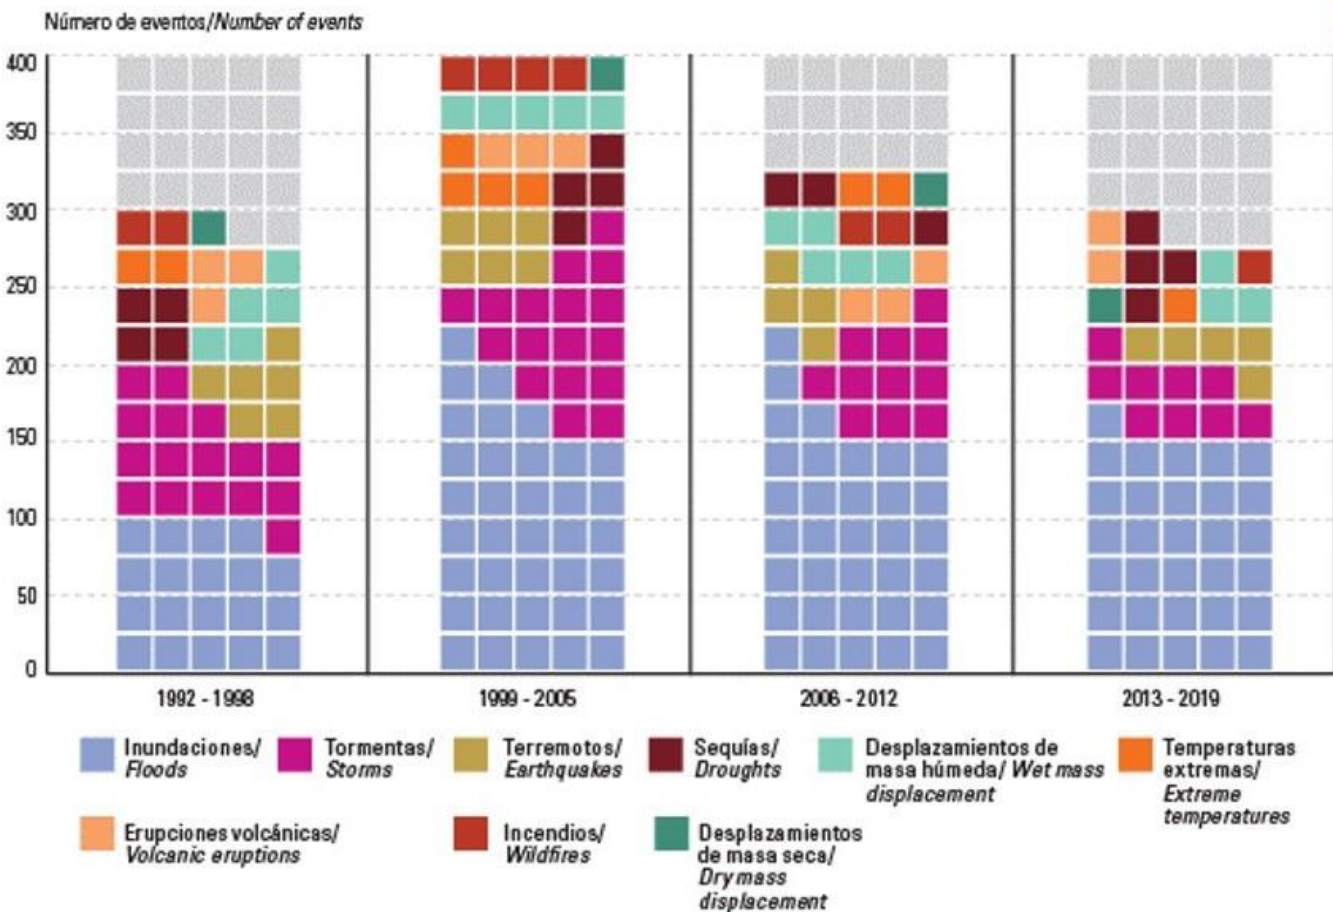 Número de eventos/Number of events
400
350
300
250
200
150
100
50
0
1992 - 1998
1999 - 2005
2006 - 2012
2013 - 2019
Inundaciones/
Floods
Tormentas/
Storms
Terremotos/
Earthquakes
Sequías/
Droughts
Desplazamientos de
masa húmeda/ Wet mass
displacement
Temperaturas
extremas/
Extreme
temperatures
Erupciones volcánicas/
Volcanic eruptions
Incendios/
Wildfires
Desplazamientos
de masa seca/
Dry mass
displacement